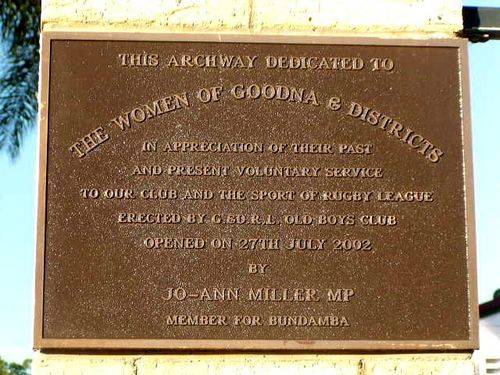 THIS ARCHWAY DEDICATED TO
THE WOMEN OF GOODNA & DISTRICTS
IN APPRECIATION OF THEIR PAST
AND PRESENT VOLUNTARY SERVICE
TO OUR CLUB AND THE SPORT OF RUGBY LEAGUE
ERECTED BY G.&D.R.L. OLD BOYS CLUB
OPENED ON 27TH JULY 2002
BY
JO-ANN MILLER MP
MEMBER FOR BUNDAMBA